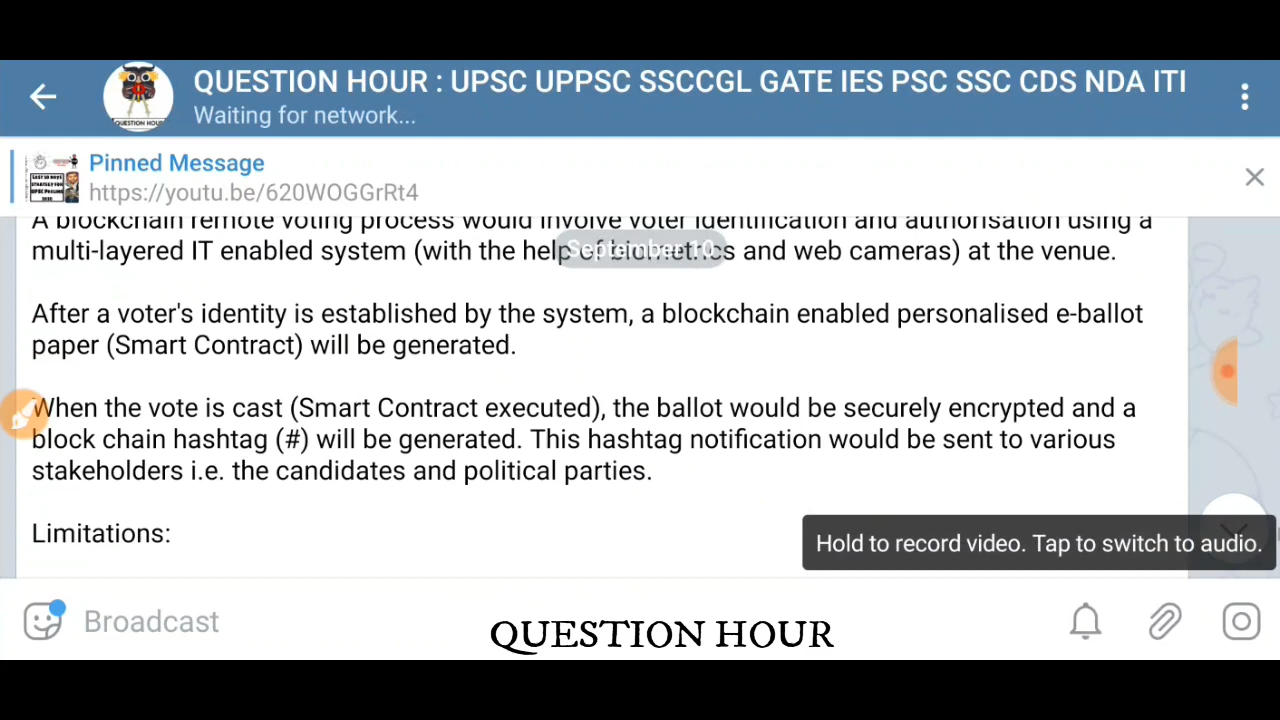 QUESTION HOUR : UPSC UPPSC SSCCGL GATE IES PSC SSC CDS NDA ITI
Waiting for network...
QUESTION HOUR
Pinned Message
https://youtu.be/620WOGGrRt4
A blockchain remote voting process would involve voter identification and authorisation using a
multi-layered IT enabled system (with the help of biometrics and web cameras) at the venue.
September 10
After a voter's identity is established by the system, a blockchain enabled personalised e-ballot
paper (Smart Contract) will be generated.
When the vote is cast (Smart Contract executed), the ballot would be securely encrypted and a
block chain hashtag (#) will be generated. This hashtag notification would be sent to various
stakeholders i.e. the candidates and political parties.
Limitations:
Hold to record video. Tap to switch to audio.
Broadcast
QUESTION HOUR